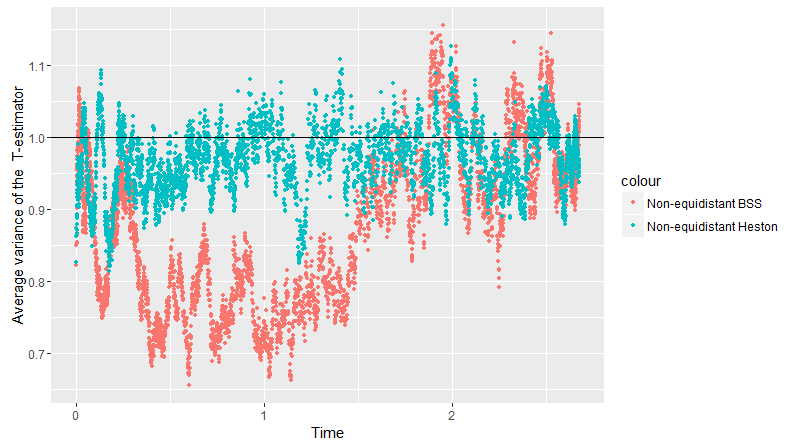 Average variance of the T-estimator
1.1
1.0
0.9
0.8
0.7
0
1
2
Time
colour
Non-equidistant BSS
Non-equidistant Heston